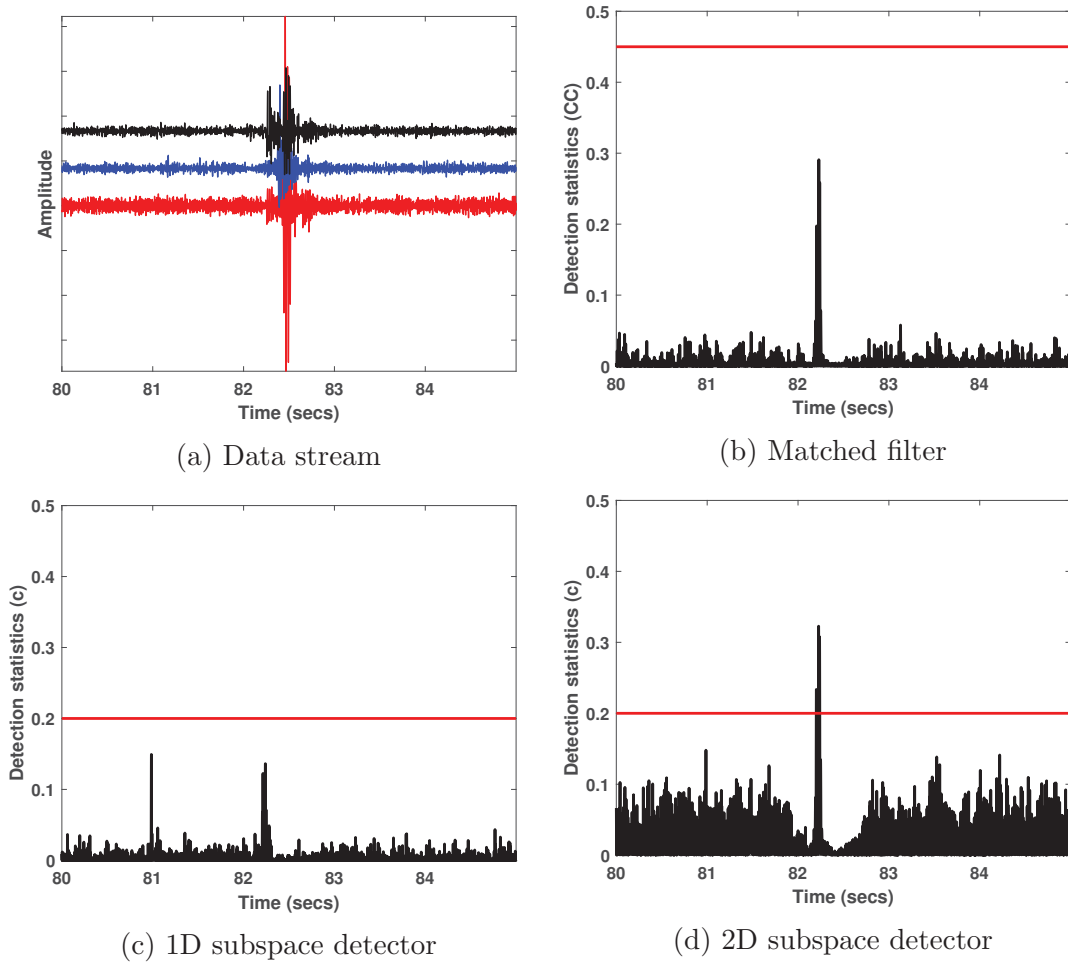 Amplitude
80 81 82 83 84
Time (secs)
(a) Data stream
Detection statistics (CC)
0.5
0.4
0.3
0.2
0.1
0
80 81 82 83 84
Time (secs)
(b) Matched filter
Detection statistics (c)
0.5
0.4
0.3
0.2
0.1
0
80 81 82 83 84
Time (secs)
(c) 1D subspace detector
Detection statistics (c)
0.5
0.4
0.3
0.2
0.1
0
80 81 82 83 84
Time (secs)
(d) 2D subspace detector